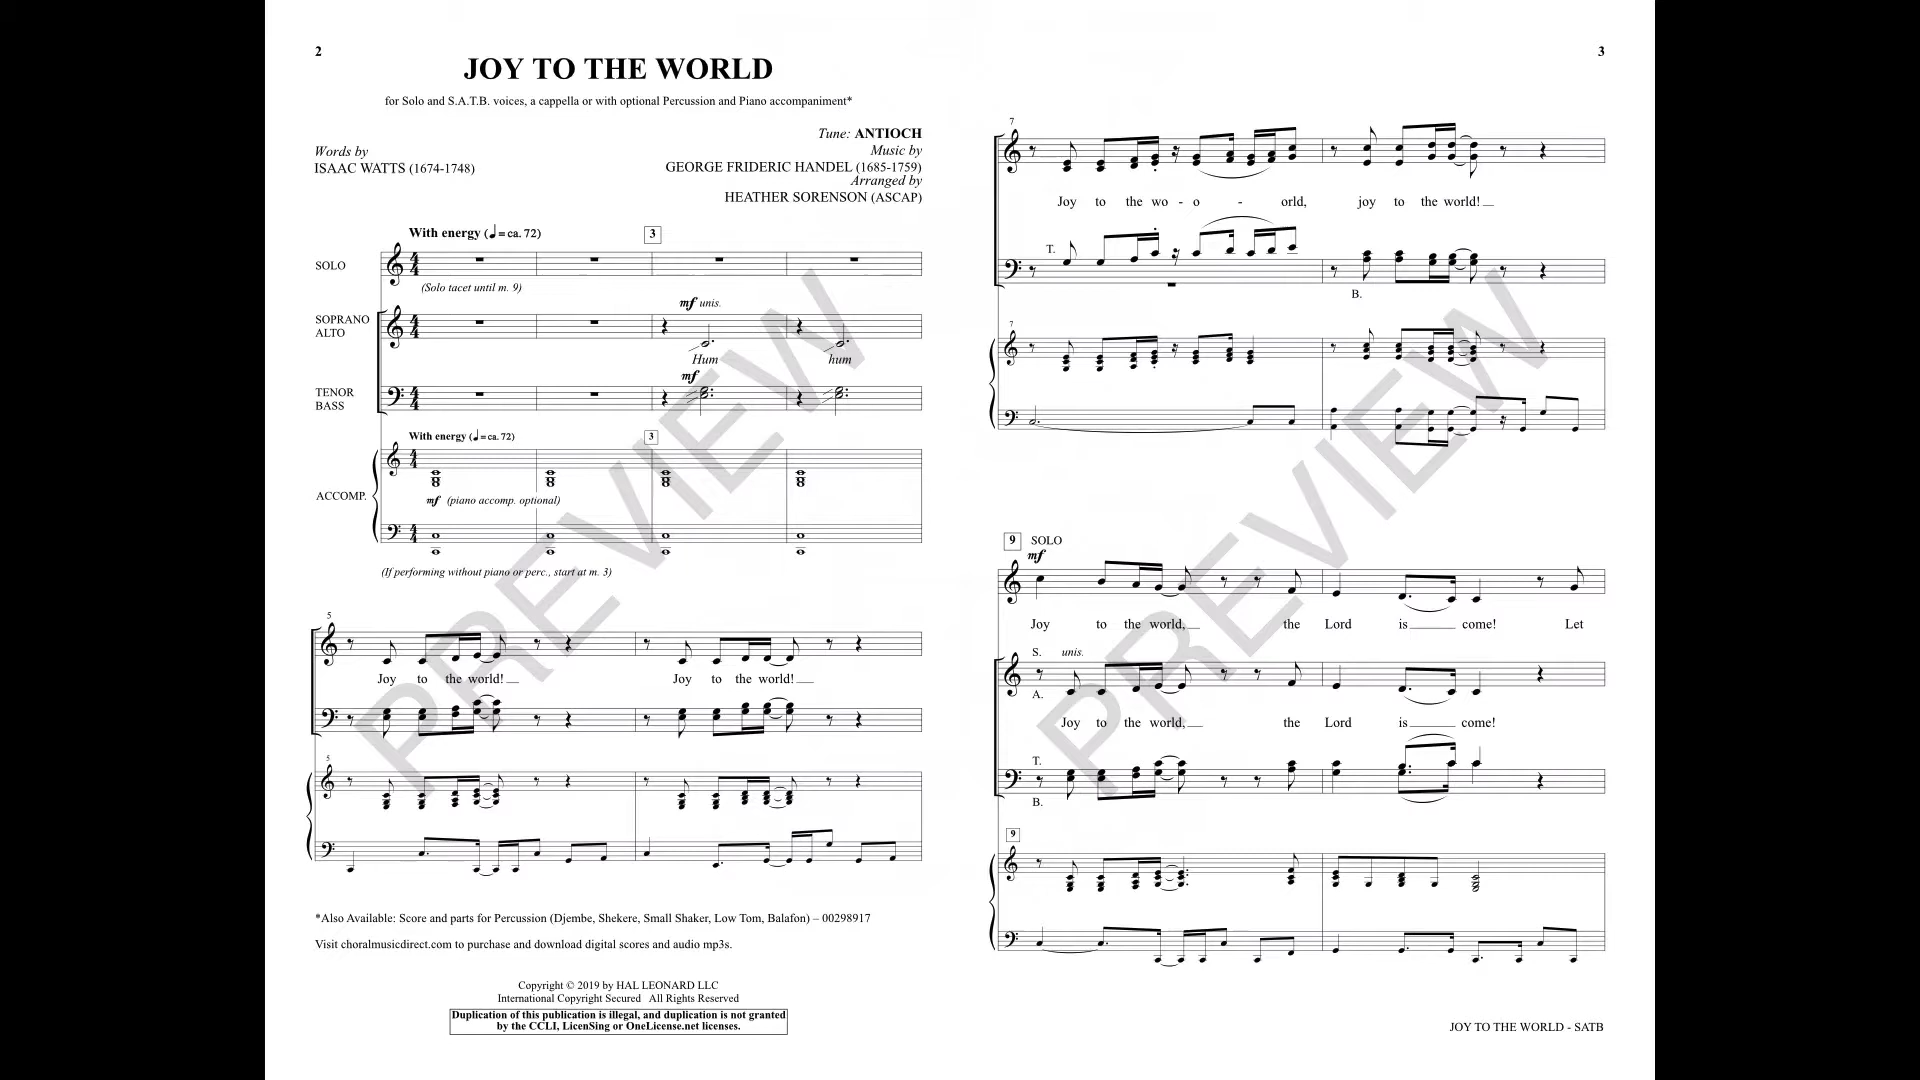 2
JOY TO THE WORLD
for Solo and S.A.T.B. voices, a cappella or with optional Percussion and Piano accompaniment*
Tune: ANTIOCH
Words by
Music by
ISAAC WATTS (1674-1748)
GEORGE FRIDERIC HANDEL (1685-1759)
Arranged by
HEATHER SORENSON (ASCAP)
With energy (♩= ca. 72)
3
SOLO
(Solo tacet until m. 9)
mf unis.
SOPRANO
ALTO
Hum hum
mf
TENOR
BASS
With energy (♩= ca. 72)
3
ACCOMP.
mf (piano accomp. optional)
(If performing without piano or perc., start at m. 3)
5
Joy to the world! Joy to the world!
5
*Also Available: Score and parts for Percussion (Djembe, Shekere, Small Shaker, Low Tom, Balafon) – 00298917
Visit choralmusicdirect.com to purchase and download digital scores and audio mp3s.
Copyright © 2019 by HAL LEONARD LLC
International Copyright Secured All Rights Reserved
Duplication of this publication is illegal, and duplication is not granted
by the CCLI, LicenSing or OneLicense.net licenses.
PREVIEW
3
7
Joy to the wo - o - orld, joy to the world!
T.
B.
7
9 SOLO
mf
Joy to the world, the Lord is come! Let
S. unis.
A.
Joy to the world, the Lord is come!
T.
B.
9
JOY TO THE WORLD - SATB
PREVIEW